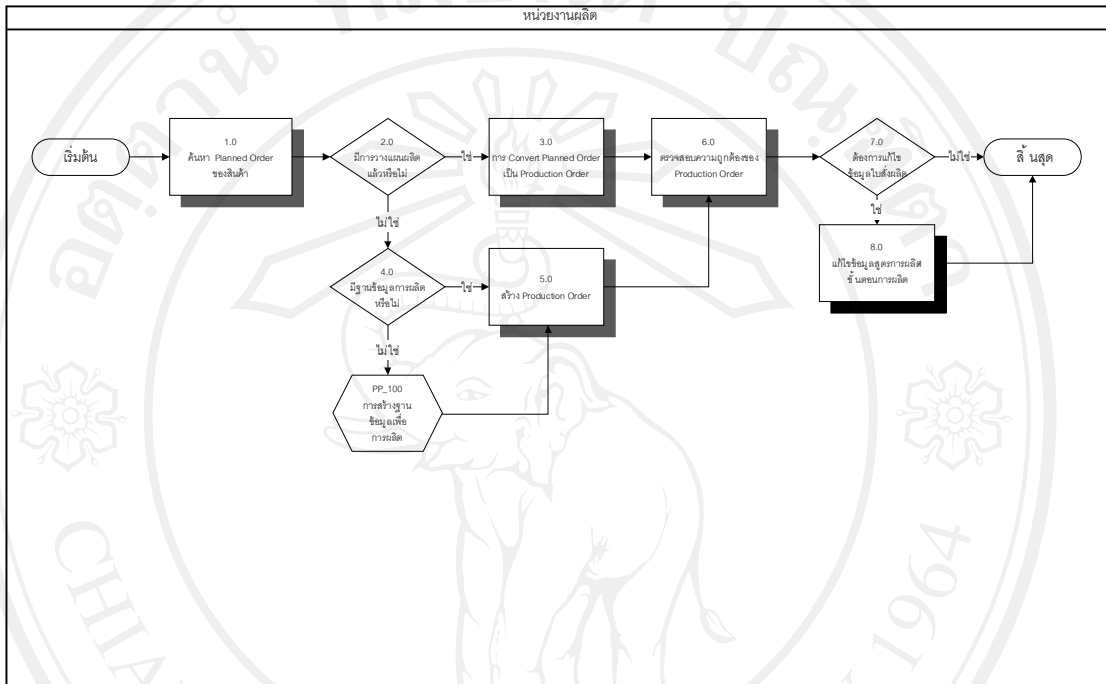 หน่วยงานผลิต
เริ่มต้น
1.0
ค้นหา Planned Order
ของสินค้า
2.0
มีการวางแผนผลิต
แล้วหรือไม่
ใช่
3.0
การ Convert Planned Order
เป็น Production Order
6.0
ตรวจสอบความถูกต้องของ
Production Order
7.0
ต้องการแก้ไข
ข้อมูลใบสั่งผลิต
ไม่ใช่
สิ้นสุด
ไม่ใช่
ใช่
4.0
มีฐานข้อมูลการผลิต
หรือไม่
ใช่
5.0
สร้าง Production Order
8.0
แก้ไขข้อมูลสูตรการผลิต
ขั้นตอนการผลิต
ไม่ใช่
PP_100
การสร้างฐาน
ข้อมูลเพื่อ
การผลิต
1964